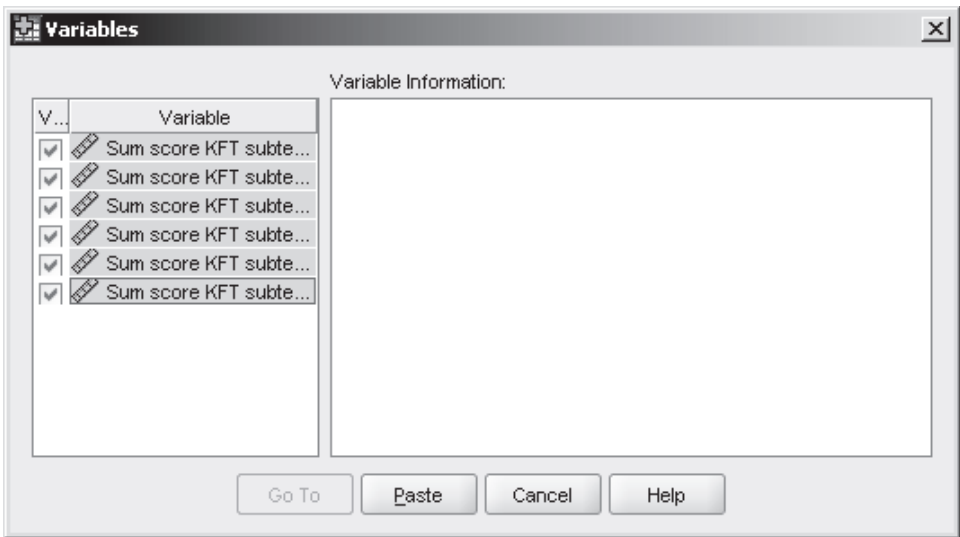 Variables
Variable Information:
V... Variable
Sum score KFT subte...
Sum score KFT subte...
Sum score KFT subte...
Sum score KFT subte...
Sum score KFT subte...
Sum score KFT subte...
Go To Paste Cancel Help